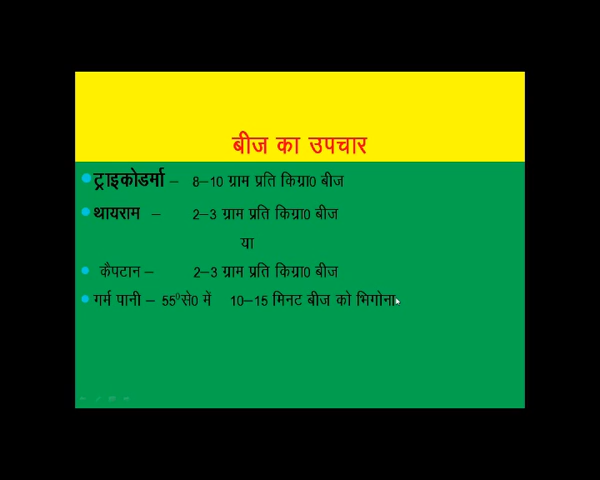 बीज का उपचार
ट्राइकोडर्मा – 8–10 ग्राम प्रति किग्रा0 बीज
थायराम – 2–3 ग्राम प्रति किग्रा0 बीज
या
कैपटान – 2–3 ग्राम प्रति किग्रा0 बीज
गर्म पानी – 55⁰से0 में 10–15 मिनट बीज को भिगोना